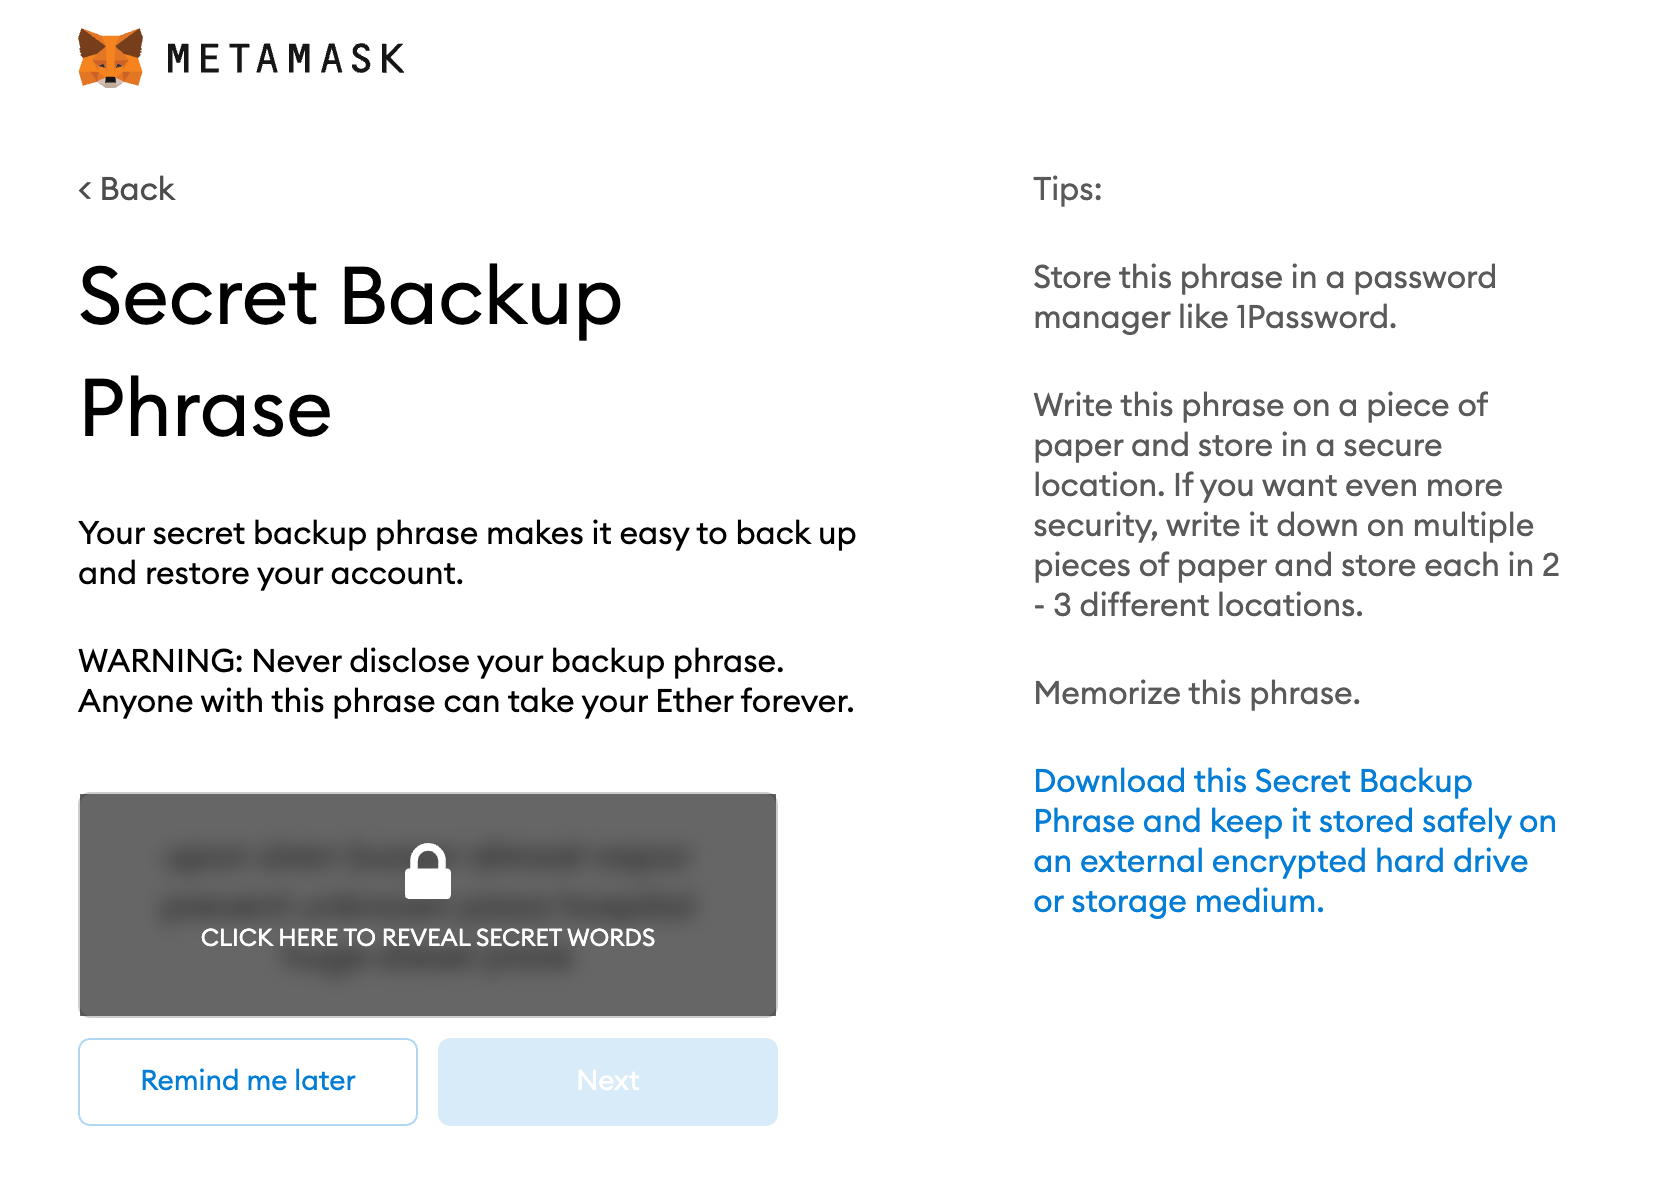 METAMASK
< Back
Secret Backup
Phrase
Your secret backup phrase makes it easy to back up
and restore your account.
WARNING: Never disclose your backup phrase.
Anyone with this phrase can take your Ether forever.
CLICK HERE TO REVEAL SECRET WORDS
Remind me later
Next
Tips:
Store this phrase in a password
manager like 1Password.
Write this phrase on a piece of
paper and store in a secure
location. If you want even more
security, write it down on multiple
pieces of paper and store each in 2
- 3 different locations.
Memorize this phrase.
Download this Secret Backup
Phrase and keep it stored safely on
an external encrypted hard drive
or storage medium.